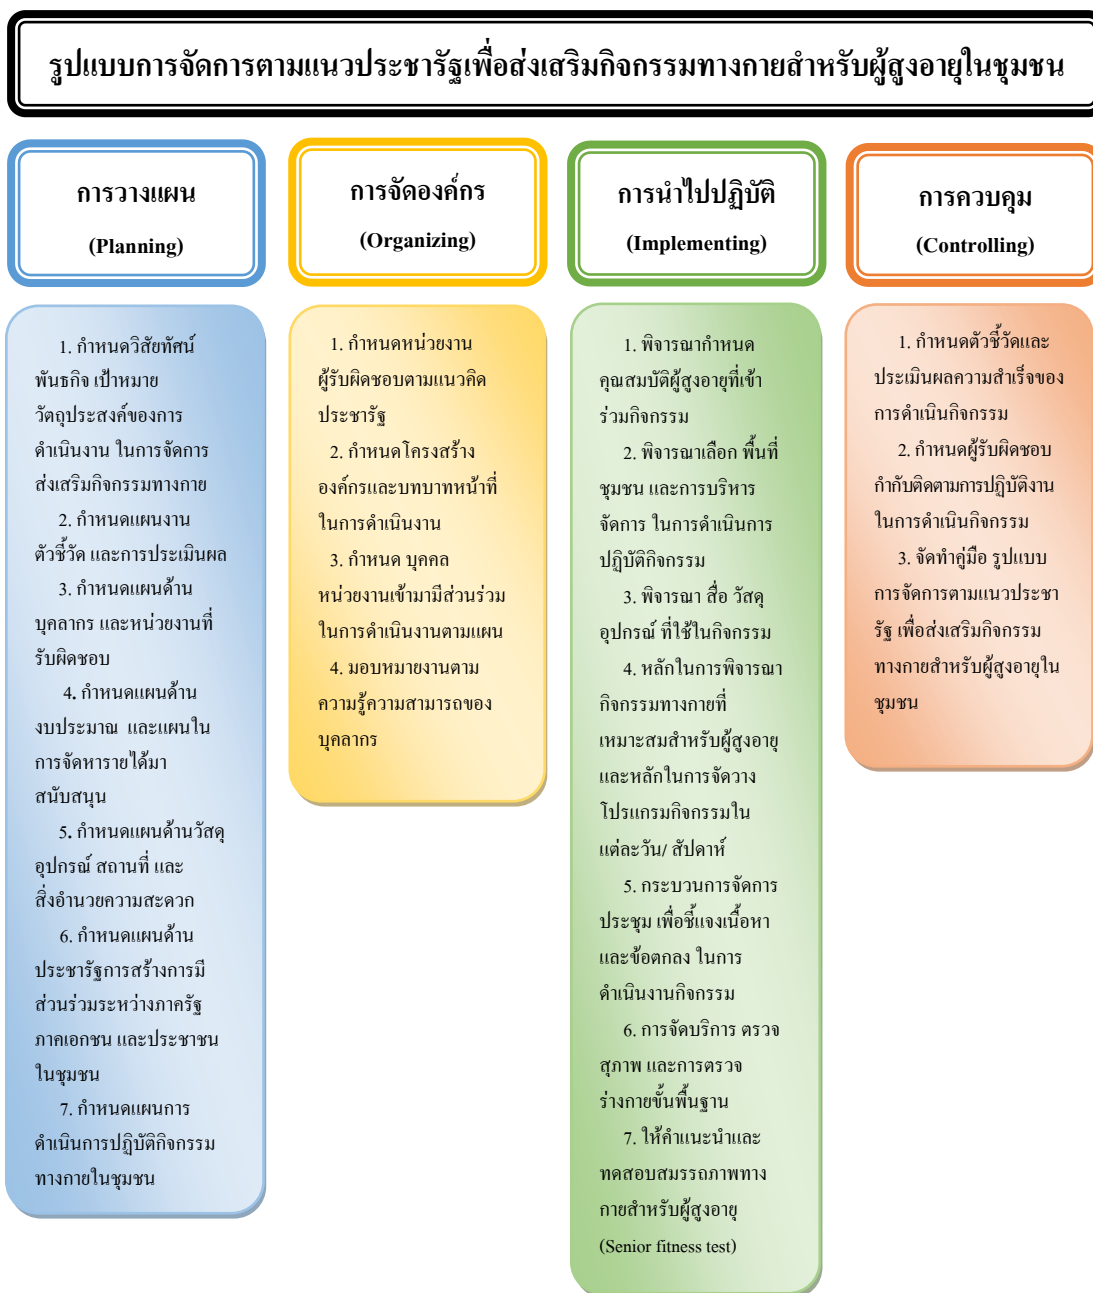 รูปแบบการจัดการตามแนวประชารัฐเพื่อส่งเสริมกิจกรรมทางกายสำหรับผู้สูงอายุในชุมชน
การวางแผน
(Planning)
1. กำหนดวิสัยทัศน์
พันธกิจ เป้าหมาย
วัตถุประสงค์ของการ
ดำเนินงาน ในการจัดการ
ส่งเสริมกิจกรรมทางกาย
2. กำหนดแผนงาน
ตัวชี้วัด และการประเมินผล
3. กำหนดแผนด้าน
บุคลากร และหน่วยงานที่
รับผิดชอบ
4. กำหนดแผนด้าน
งบประมาณ และแผนใน
การจัดหารายได้มา
สนับสนุน
5. กำหนดแผนด้านวัสดุ
อุปกรณ์ สถานที่ และ
สิ่งอำนวยความสะดวก
6. กำหนดแผนด้าน
ประชารัฐการสร้างการมี
ส่วนร่วมระหว่างภาครัฐ
ภาคเอกชน และประชาชน
ในชุมชน
7. กำหนดแผนการ
ดำเนินการปฏิบัติกิจกรรม
ทางกายในชุมชน
การจัดองค์กร
(Organizing)
1. กำหนดหน่วยงาน
ผู้รับผิดชอบตามแนวคิด
ประชารัฐ
2. กำหนดโครงสร้าง
องค์กรและบทบาทหน้าที่
ในการดำเนินงาน
3. กำหนด บุคคล
หน่วยงานเข้ามามีส่วนร่วม
ในการดำเนินงานตามแผน
4. มอบหมายงานตาม
ความรู้ความสามารถของ
บุคลากร
การนำไปปฏิบัติ
(Implementing)
1. พิจารณากำหนด
คุณสมบัติผู้สูงอายุที่เข้า
ร่วมกิจกรรม
2. พิจารณาเลือก พื้นที่
ชุมชน และการบริหาร
จัดการ ในการดำเนินการ
ปฏิบัติกิจกรรม
3. พิจารณา สื่อ วัสดุ
อุปกรณ์ ที่ใช้ในกิจกรรม
4. หลักในการพิจารณา
กิจกรรมทางกายที่
เหมาะสมสำหรับผู้สูงอายุ
และหลักในการจัดวาง
โปรแกรมกิจกรรมใน
แต่ละวัน/ สัปดาห์
5. กระบวนการจัดการ
ประชุม เพื่อชี้แจงเนื้อหา
และข้อตกลง ในการ
ดำเนินงานกิจกรรม
6. การจัดบริการ ตรวจ
สุภาพ และการตรวจ
ร่างกายขั้นพื้นฐาน
7. ให้คำแนะนำและ
ทดสอบสมรรถภาพทาง
กายสำหรับผู้สูงอายุ
(Senior fitness test)
การควบคุม
(Controlling)
1. กำหนดตัวชี้วัดและ
ประเมินผลความสำเร็จของ
การดำเนินกิจกรรม
2. กำหนดผู้รับผิดชอบ
กำกับติดตามการปฏิบัติงาน
ในการดำเนินกิจกรรม
3. จัดทำคู่มือ รูปแบบ
การจัดการตามแนวประชา
รัฐ เพื่อส่งเสริมกิจกรรม
ทางกายสำหรับผู้สูงอายุใน
ชุมชน